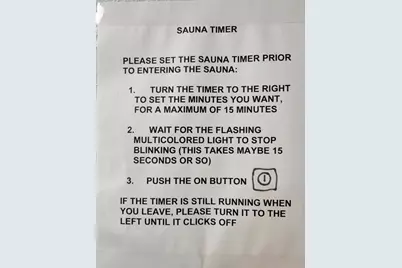 SAUNA TIMER
PLEASE SET THE SAUNA TIMER PRIOR
TO ENTERING THE SAUNA:
1. TURN THE TIMER TO THE RIGHT
TO SET THE MINUTES YOU WANT,
FOR A MAXIMUM OF 15 MINUTES
2. WAIT FOR THE FLASHING
MULTICOLORED LIGHT TO STOP
BLINKING (THIS TAKES MAYBE 15
SECONDS OR SO)
3. PUSH THE ON BUTTON
IF THE TIMER IS STILL RUNNING WHEN
YOU LEAVE, PLEASE TURN IT TO THE
LEFT UNTIL IT CLICKS OFF